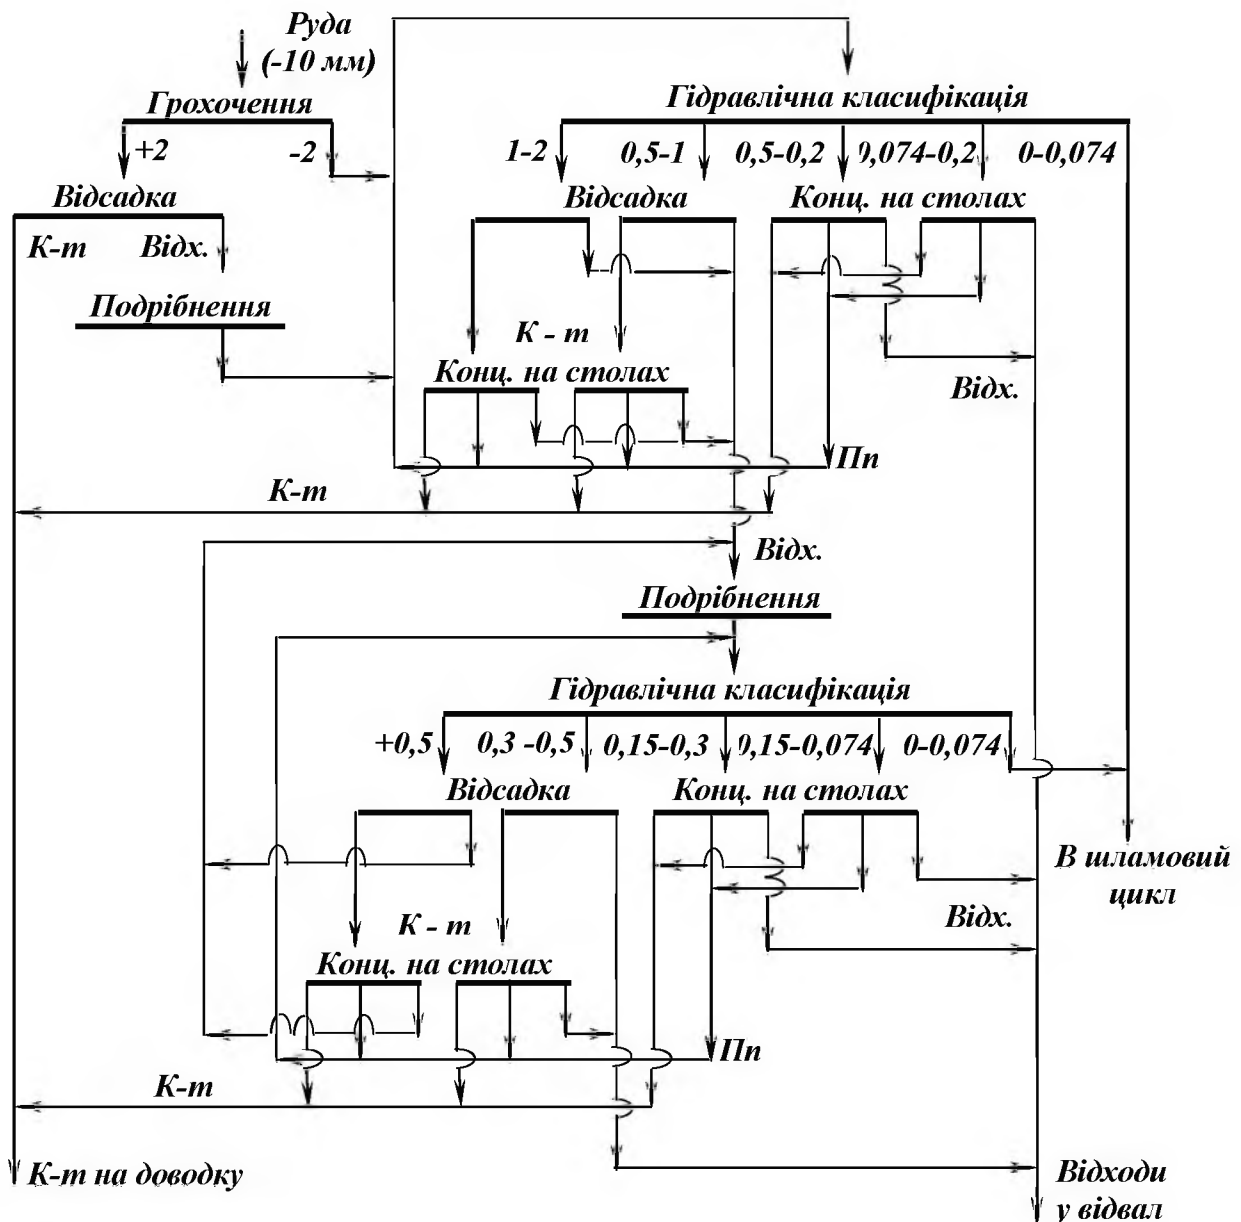 Руда
(-10 мм)
Грохочення
+2
-2
Гідравлічна класифікація
1-2
0,5-1
0,5-0,2
0,074-0,2
0-0,074
Відсадка
К-т
Відх.
Відсадка
Конц. на столах
Подрібнення
К - т
Конц. на столах
Відх.
Пп
К-т
Відх.
Подрібнення
Гідравлічна класифікація
+0,5
0,3 -0,5
0,15-0,3
0,15-0,074
0-0,074
Відсадка
Конц. на столах
В шламовий
цикл
К - т
Відх.
Конц. на столах
Пп
К-т
К-т на доводку
Відходи
у відвал